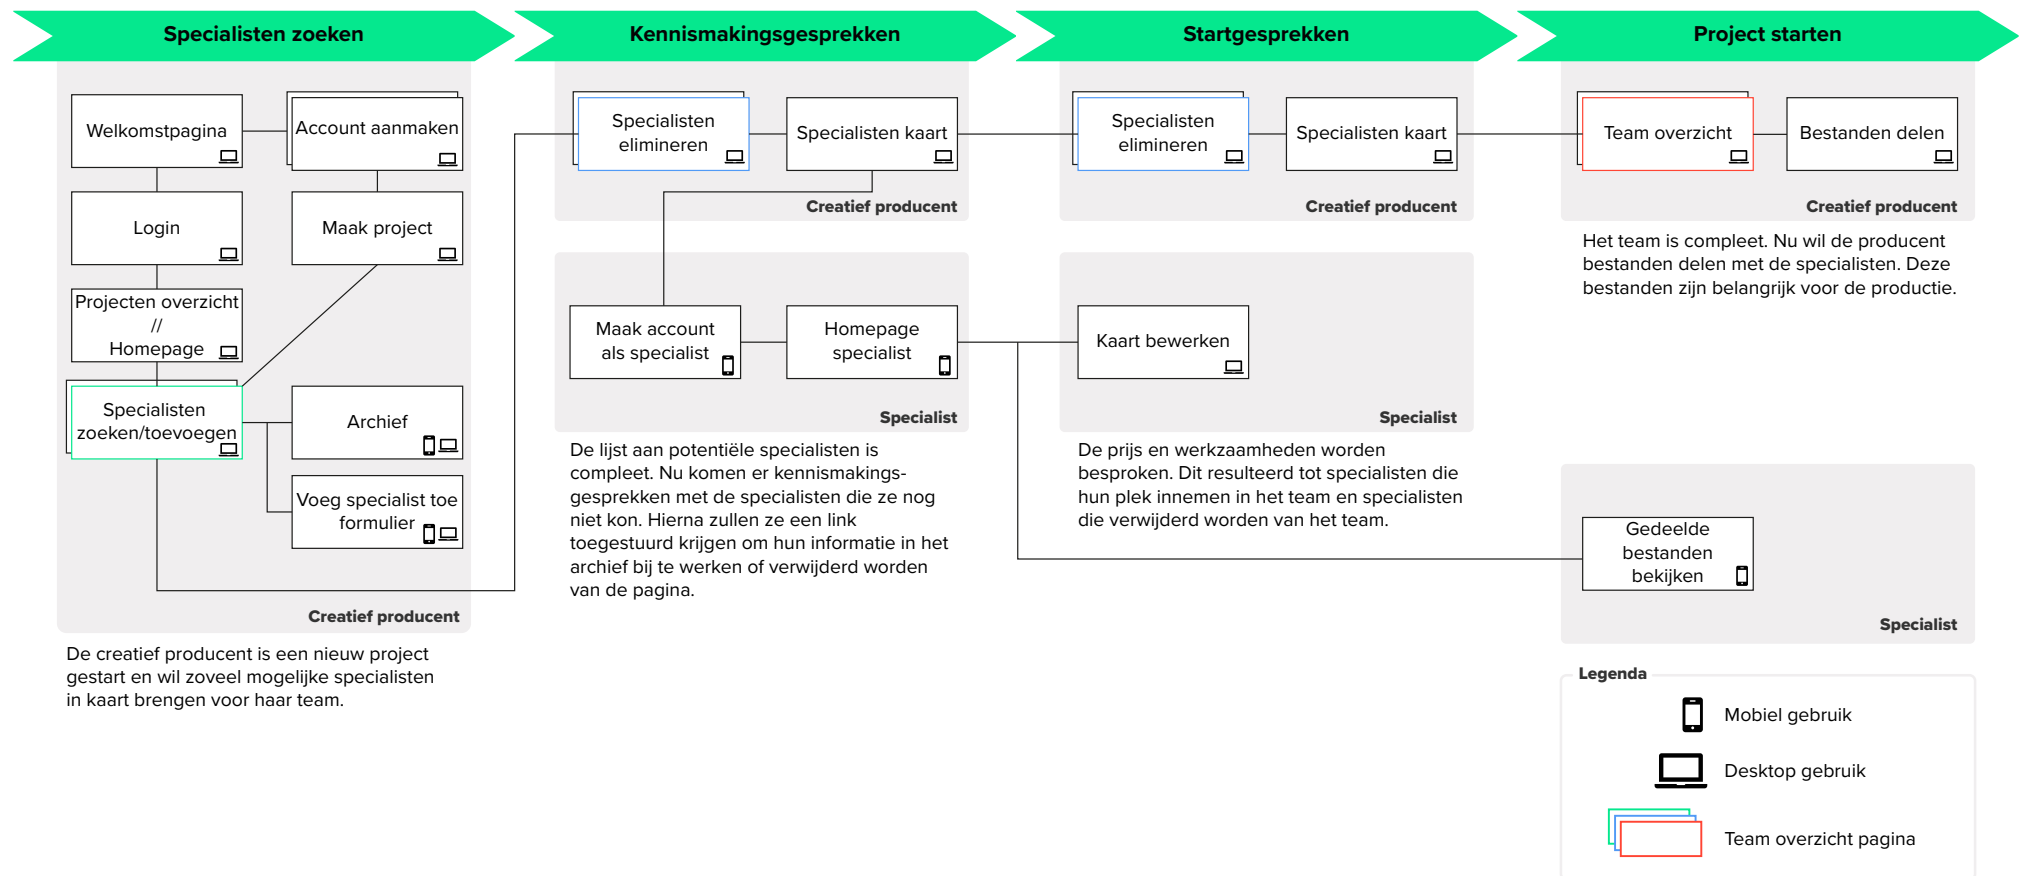 Specialisten zoeken
Kennismakingsgesprekken
Startgesprekken
Project starten
Welkomstpagina
Account aanmaken
Login
Maak project
Projecten overzicht
//
Homepage
Specialisten
zoeken/toevoegen
Archief
Voeg specialist toe
formulier
Creatief producent
De creatief producent is een nieuw project
gestart en wil zoveel mogelijke specialisten
in kaart brengen voor haar team.
Specialisten
elimineren
Specialisten kaart
Creatief producent
Maak account
als specialist
Homepage
specialist
Specialist
De lijst aan potentiële specialisten is
compleet. Nu komen er kennismakings-
gesprekken met de specialisten die ze nog
niet kon. Hierna zullen ze een link
toegestuurd krijgen om hun informatie in het
archief bij te werken of verwijderd worden
van de pagina.
Specialisten
elimineren
Specialisten kaart
Creatief producent
Kaart bewerken
Specialist
De prijs en werkzaamheden worden
besproken. Dit resulteerd tot specialisten die
hun plek innemen in het team en specialisten
die verwijderd worden van het team.
Team overzicht
Bestanden delen
Creatief producent
Het team is compleet. Nu wil de producent
bestanden delen met de specialisten. Deze
bestanden zijn belangrijk voor de productie.
Gedeelde
bestanden
bekijken
Specialist
Legenda
Mobiel gebruik
Desktop gebruik
Team overzicht pagina